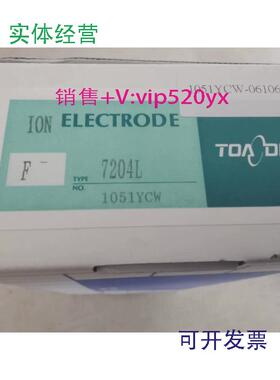 实体经营
1051YCW-06106
销售+V:vip520yx
ION ELECTRODE
F⁻
TYPE 7204L
NO. 1051YCW
TOA D
可开发票